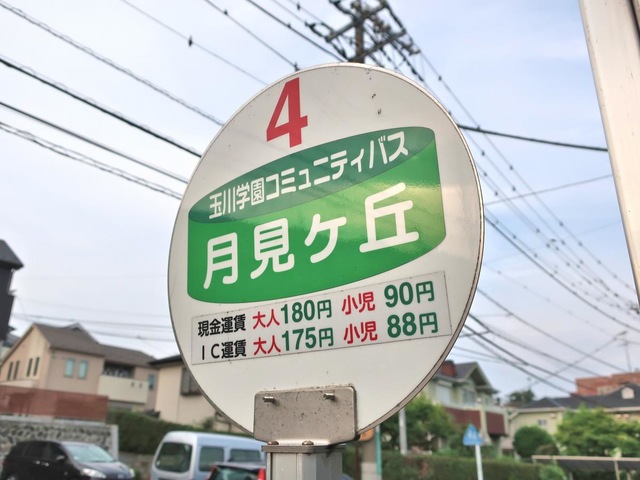 4
玉川学園コミュニティバス
月見ヶ丘
現金運賃 大人180円 小児 90円
IC運賃 大人175円 小児 88円